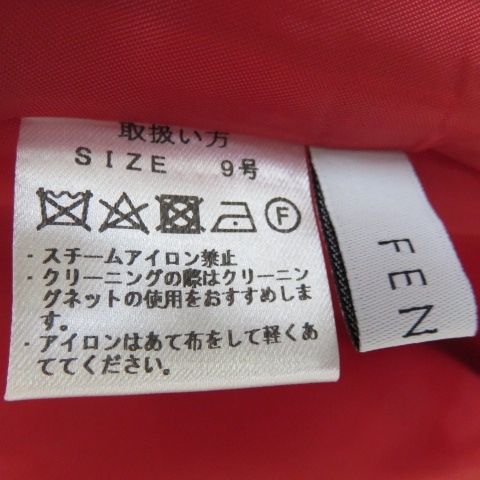 取扱い方
SIZE 9号
F
・スチームアイロン禁止
・クリーニングの際はクリーニン
グネットの使用をおすすめしま
す。
・アイロンはあて布をして軽くあ
ててください。
FEN